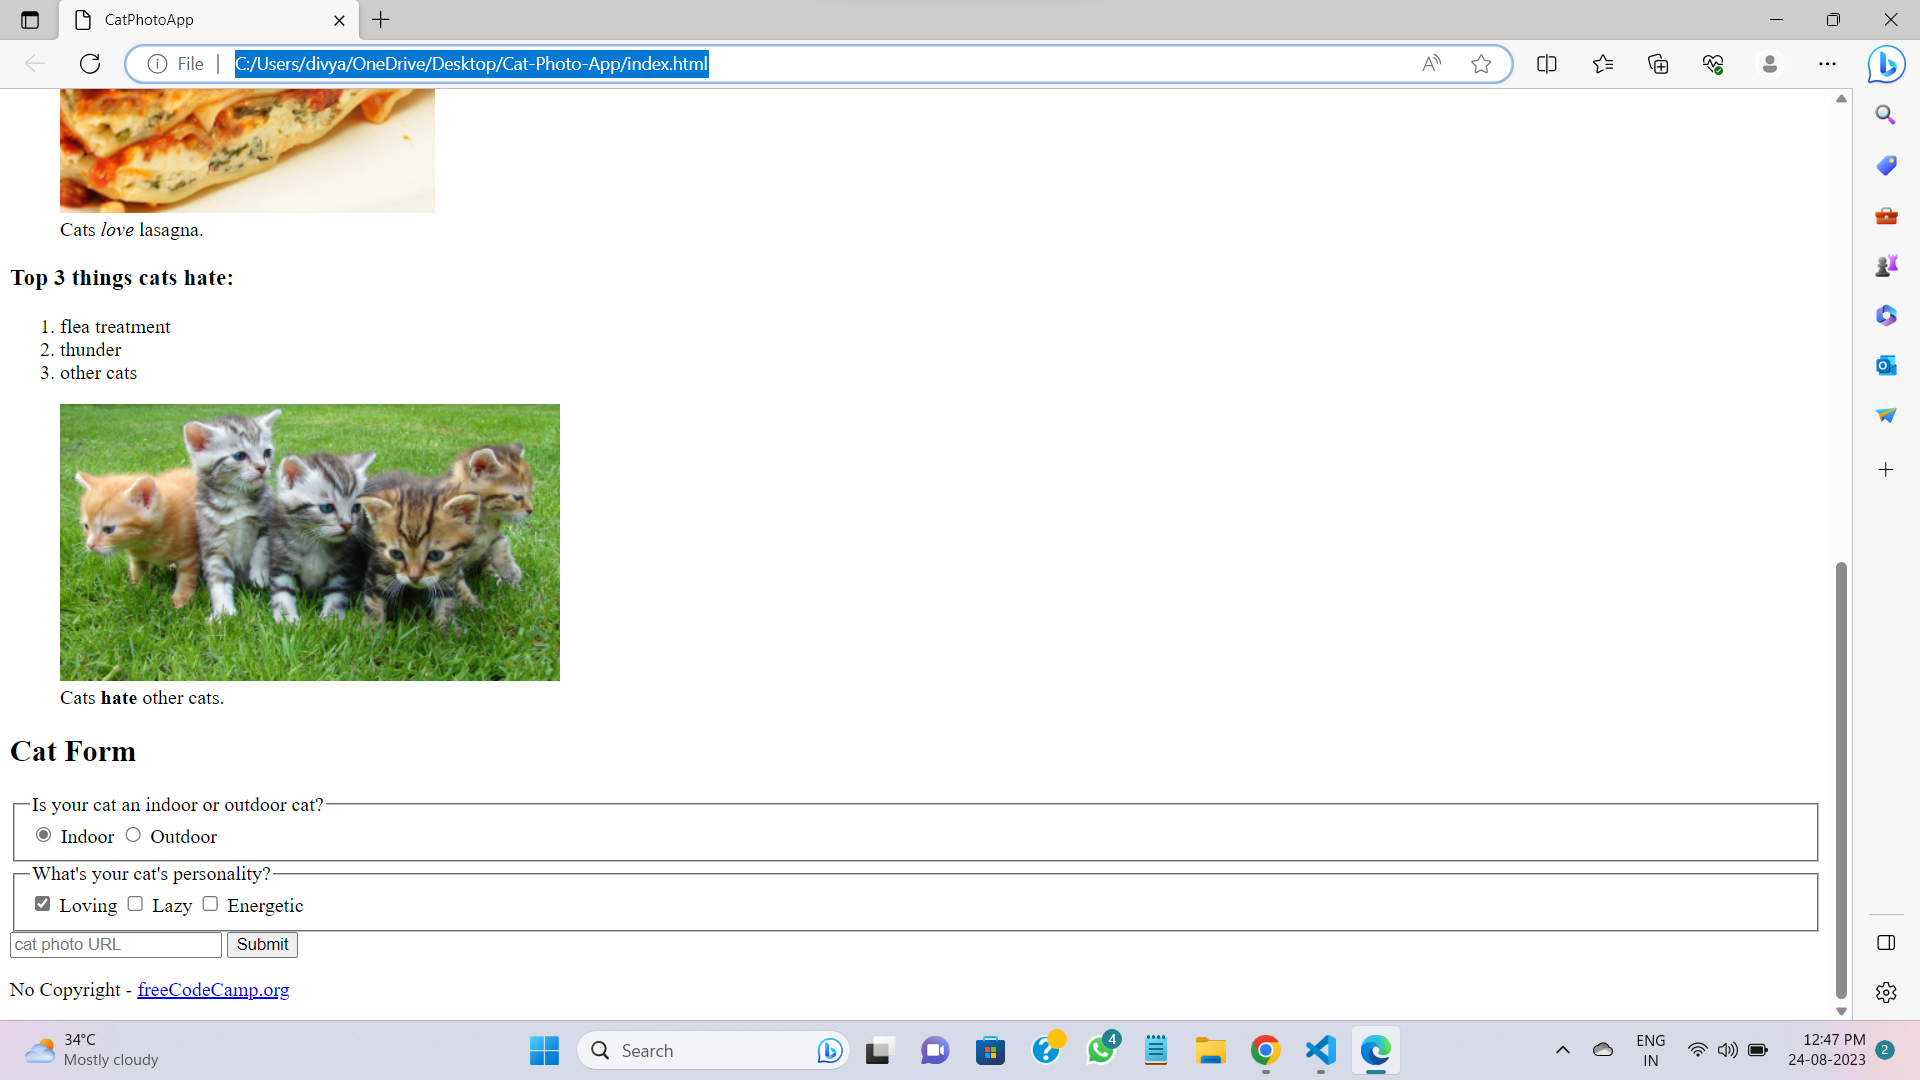 CatPhotoApp
File
C:/Users/divya/OneDrive/Desktop/Cat-Photo-App/index.html
Cats love lasagna.
Top 3 things cats hate:
1. flea treatment
2. thunder
3. other cats
Cats hate other cats.
Cat Form
Is your cat an indoor or outdoor cat?
Indoor Outdoor
What's your cat's personality?
Loving Lazy Energetic
cat photo URL Submit
No Copyright - freeCodeCamp.org
34°C
Mostly cloudy
Search
4
ENG
IN
12:47 PM
24-08-2023
2